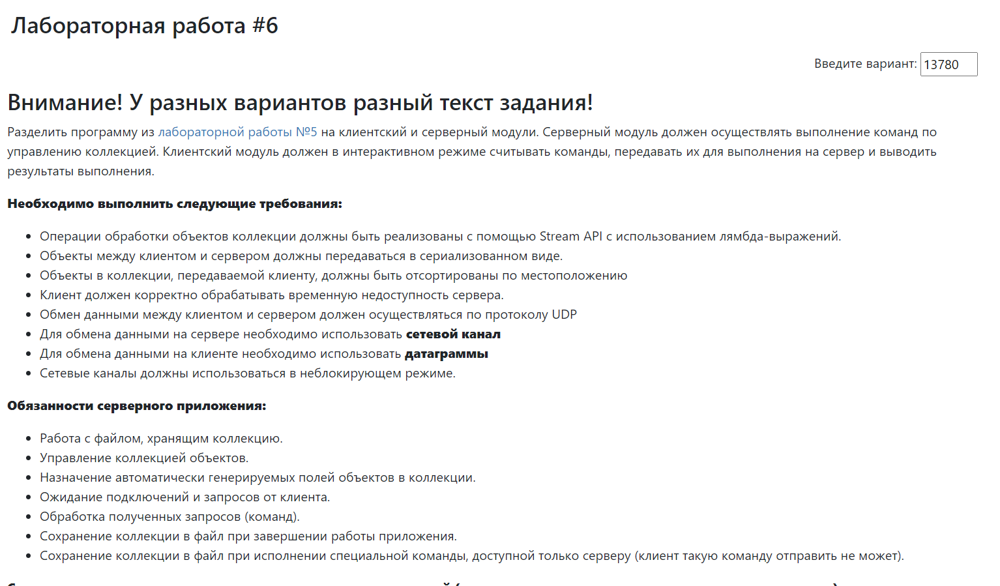 Лабораторная работа #6
Введите вариант: 13780
Внимание! У разных вариантов разный текст задания!
Разделить программу из лабораторной работы №5 на клиентский и серверный модули. Серверный модуль должен осуществлять выполнение команд по
управлению коллекцией. Клиентский модуль должен в интерактивном режиме считывать команды, передавать их для выполнения на сервер и выводить
результаты выполнения.
Необходимо выполнить следующие требования:
• Операции обработки объектов коллекции должны быть реализованы с помощью Stream API с использованием лямбда-выражений.
• Объекты между клиентом и сервером должны передаваться в сериализованном виде.
• Объекты в коллекции, передаваемой клиенту, должны быть отсортированы по местоположению
• Клиент должен корректно обрабатывать временную недоступность сервера.
• Обмен данными между клиентом и сервером должен осуществляться по протоколу UDP
• Для обмена данными на сервере необходимо использовать сетевой канал
• Для обмена данными на клиенте необходимо использовать датаграммы
• Сетевые каналы должны использоваться в неблокирующем режиме.
Обязанности серверного приложения:
• Работа с файлом, хранящим коллекцию.
• Управление коллекцией объектов.
• Назначение автоматически генерируемых полей объектов в коллекции.
• Ожидание подключений и запросов от клиента.
• Обработка полученных запросов (команд).
• Сохранение коллекции в файл при завершении работы приложения.
• Сохранение коллекции в файл при исполнении специальной команды, доступной только серверу (клиент такую команду отправить не может).